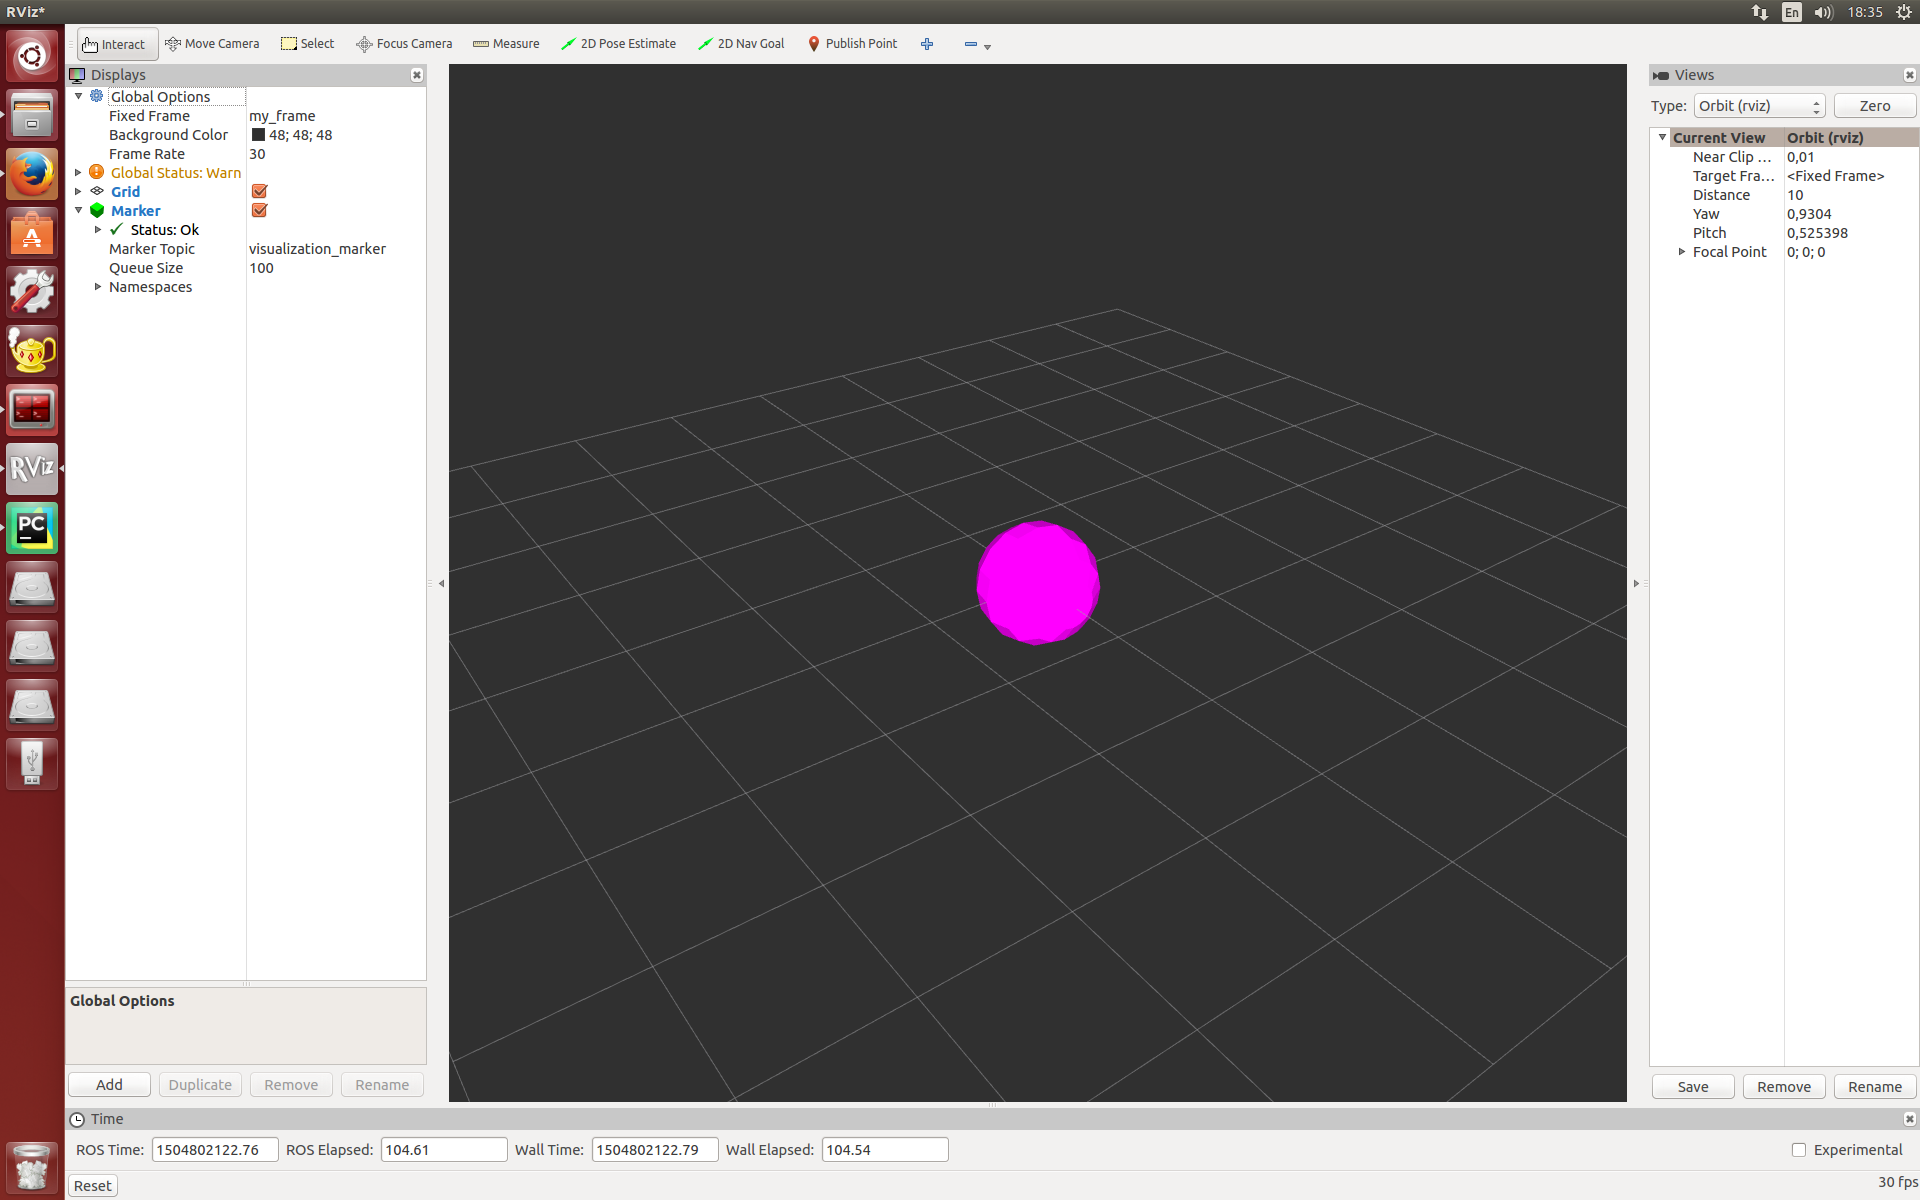 RViz*
En 18:35
Interact Move Camera Select Focus Camera Measure 2D Pose Estimate 2D Nav Goal Publish Point
Displays
Global Options
Fixed Frame my_frame
Background Color 48; 48; 48
Frame Rate 30
Global Status: Warn
Grid
Marker
Status: Ok
Marker Topic visualization_marker
Queue Size 100
Namespaces
Global Options
Add Duplicate Remove Rename
RViz
PC
Views
Type: Orbit (rviz) Zero
Current View Orbit (rviz)
Near Clip ... 0,01
Target Fra... <Fixed Frame>
Distance 10
Yaw 0,9304
Pitch 0,525398
Focal Point 0; 0; 0
Save Remove Rename
Time
ROS Time: 1504802122.76 ROS Elapsed: 104.61 Wall Time: 1504802122.79 Wall Elapsed: 104.54 Experimental
Reset 30 fps